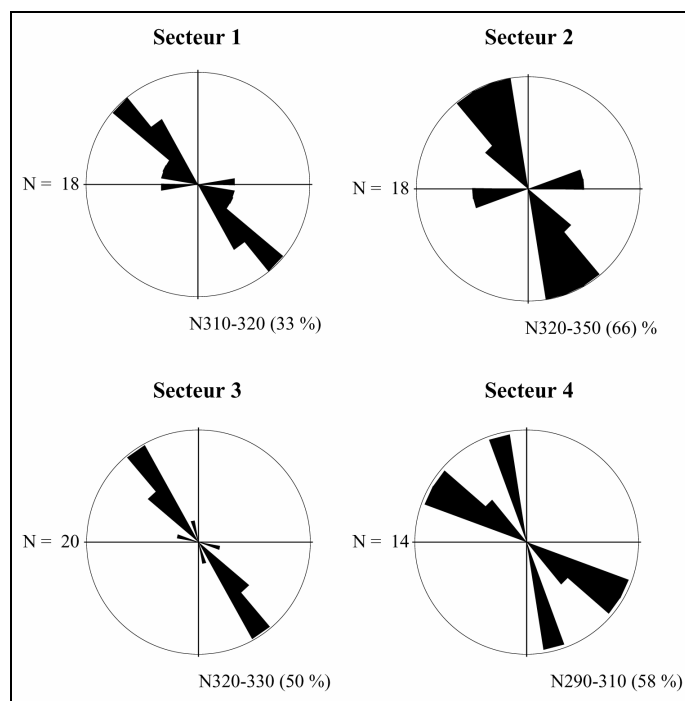 Secteur 1
Secteur 2
N = 18
N = 18
N310-320 (33 %)
N320-350 (66) %
Secteur 3
Secteur 4
N = 20
N = 14
N320-330 (50 %)
N290-310 (58 %)